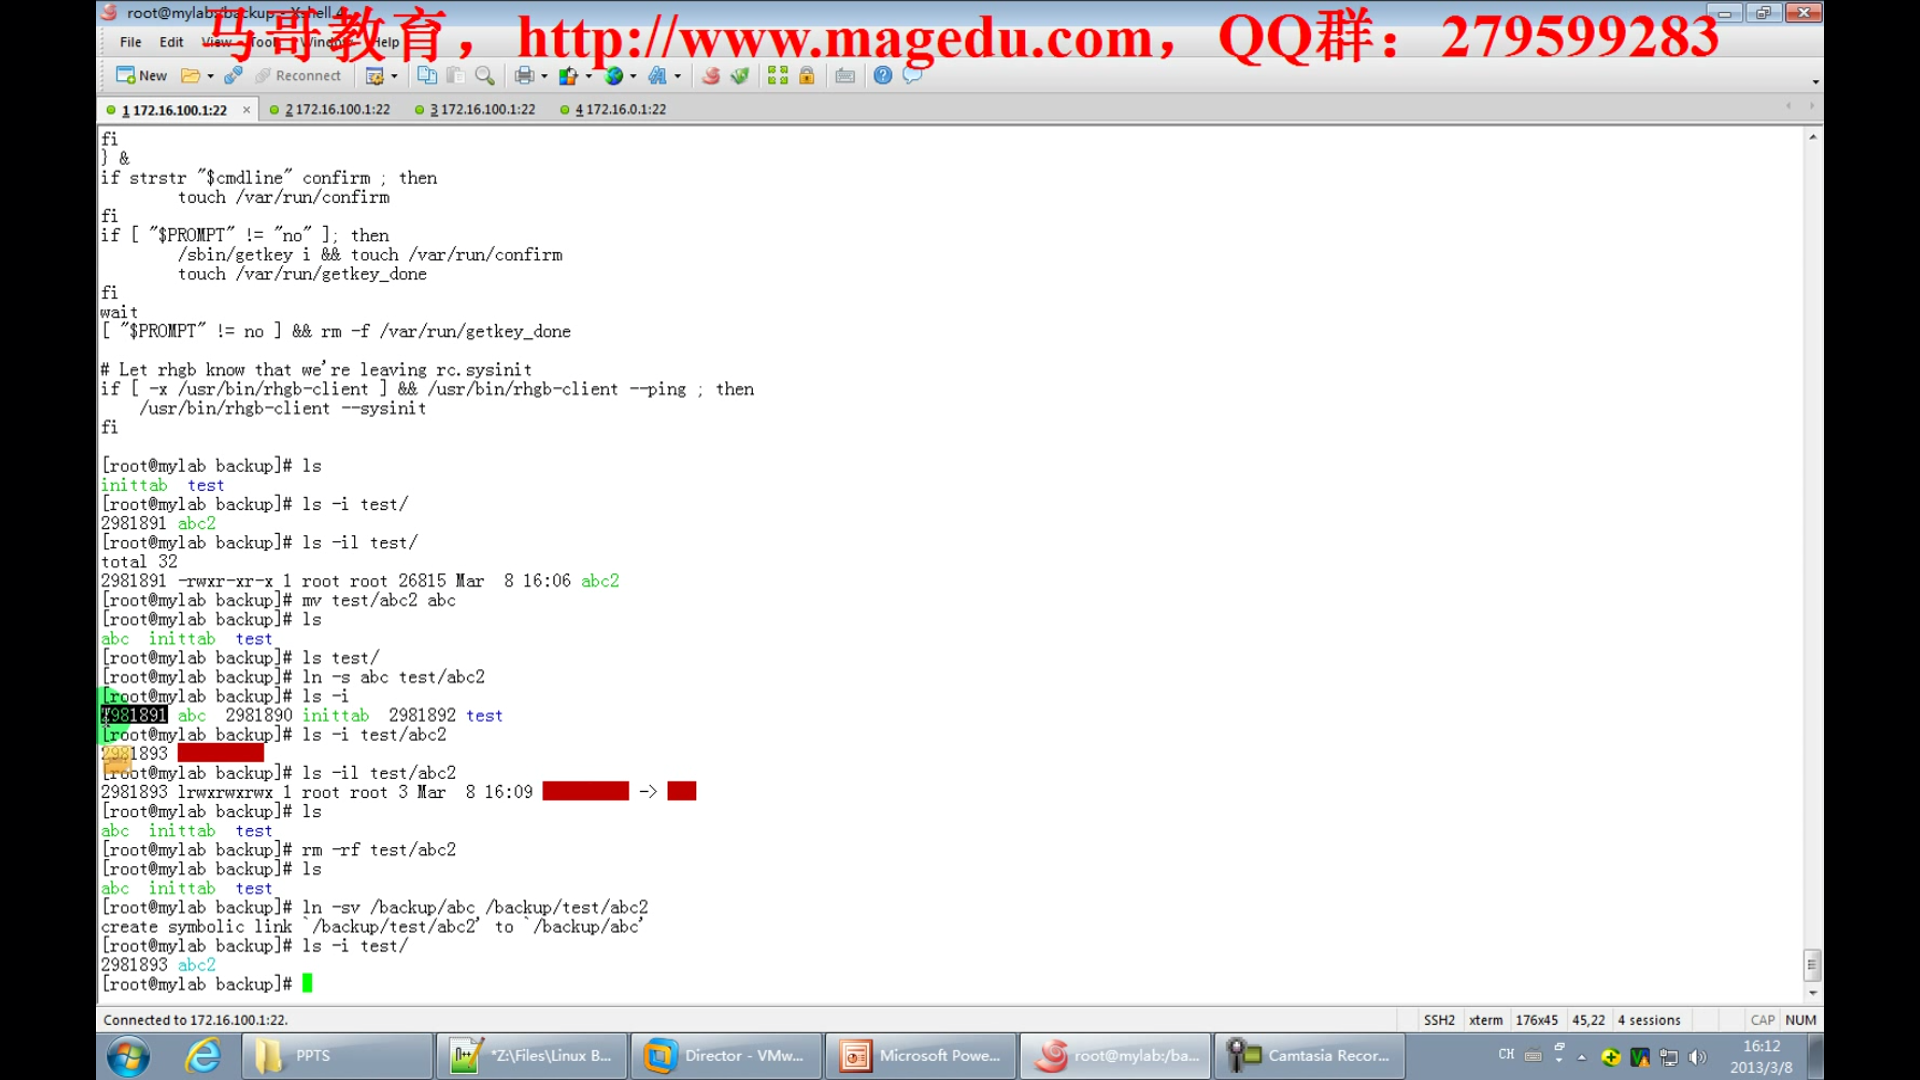 root@mylab:/backup - Xshell 4
马哥教育，http://www.magedu.com，QQ群：279599283
File Edit View Tools Window Help
New Reconnect
1 172.16.100.1:22 2 172.16.100.1:22 3 172.16.100.1:22 4 172.16.0.1:22
fi
} &
if strstr "$cmdline" confirm ; then
touch /var/run/confirm
fi
if [ "$PROMPT" != "no" ]; then
/sbin/getkey i && touch /var/run/confirm
touch /var/run/getkey_done
fi
wait
[ "$PROMPT" != no ] && rm -f /var/run/getkey_done
# Let rhgb know that we're leaving rc.sysinit
if [ -x /usr/bin/rhgb-client ] && /usr/bin/rhgb-client --ping ; then
/usr/bin/rhgb-client --sysinit
fi
[root@mylab backup]# ls
inittab test
[root@mylab backup]# ls -i test/
2981891 abc2
[root@mylab backup]# ls -il test/
total 32
2981891 -rwxr-xr-x 1 root root 26815 Mar 8 16:06 abc2
[root@mylab backup]# mv test/abc2 abc
[root@mylab backup]# ls
abc inittab test
[root@mylab backup]# ls test/
[root@mylab backup]# ln -s abc test/abc2
[root@mylab backup]# ls -i
2981891 abc 2981890 inittab 2981892 test
[root@mylab backup]# ls -i test/abc2
2981893
[root@mylab backup]# ls -il test/abc2
2981893 lrwxrwxrwx 1 root root 3 Mar 8 16:09 ->
[root@mylab backup]# ls
abc inittab test
[root@mylab backup]# rm -rf test/abc2
[root@mylab backup]# ls
abc inittab test
[root@mylab backup]# ln -sv /backup/abc /backup/test/abc2
create symbolic link `/backup/test/abc2' to `/backup/abc'
[root@mylab backup]# ls -i test/
2981893 abc2
[root@mylab backup]#
Connected to 172.16.100.1:22. SSH2 xterm 176x45 45,22 4 sessions CAP NUM
PPTS *Z:\Files\Linux B... Director - VMw... Microsoft Powe... root@mylab:/ba... Camtasia Recor... CH 16:12
2013/3/8